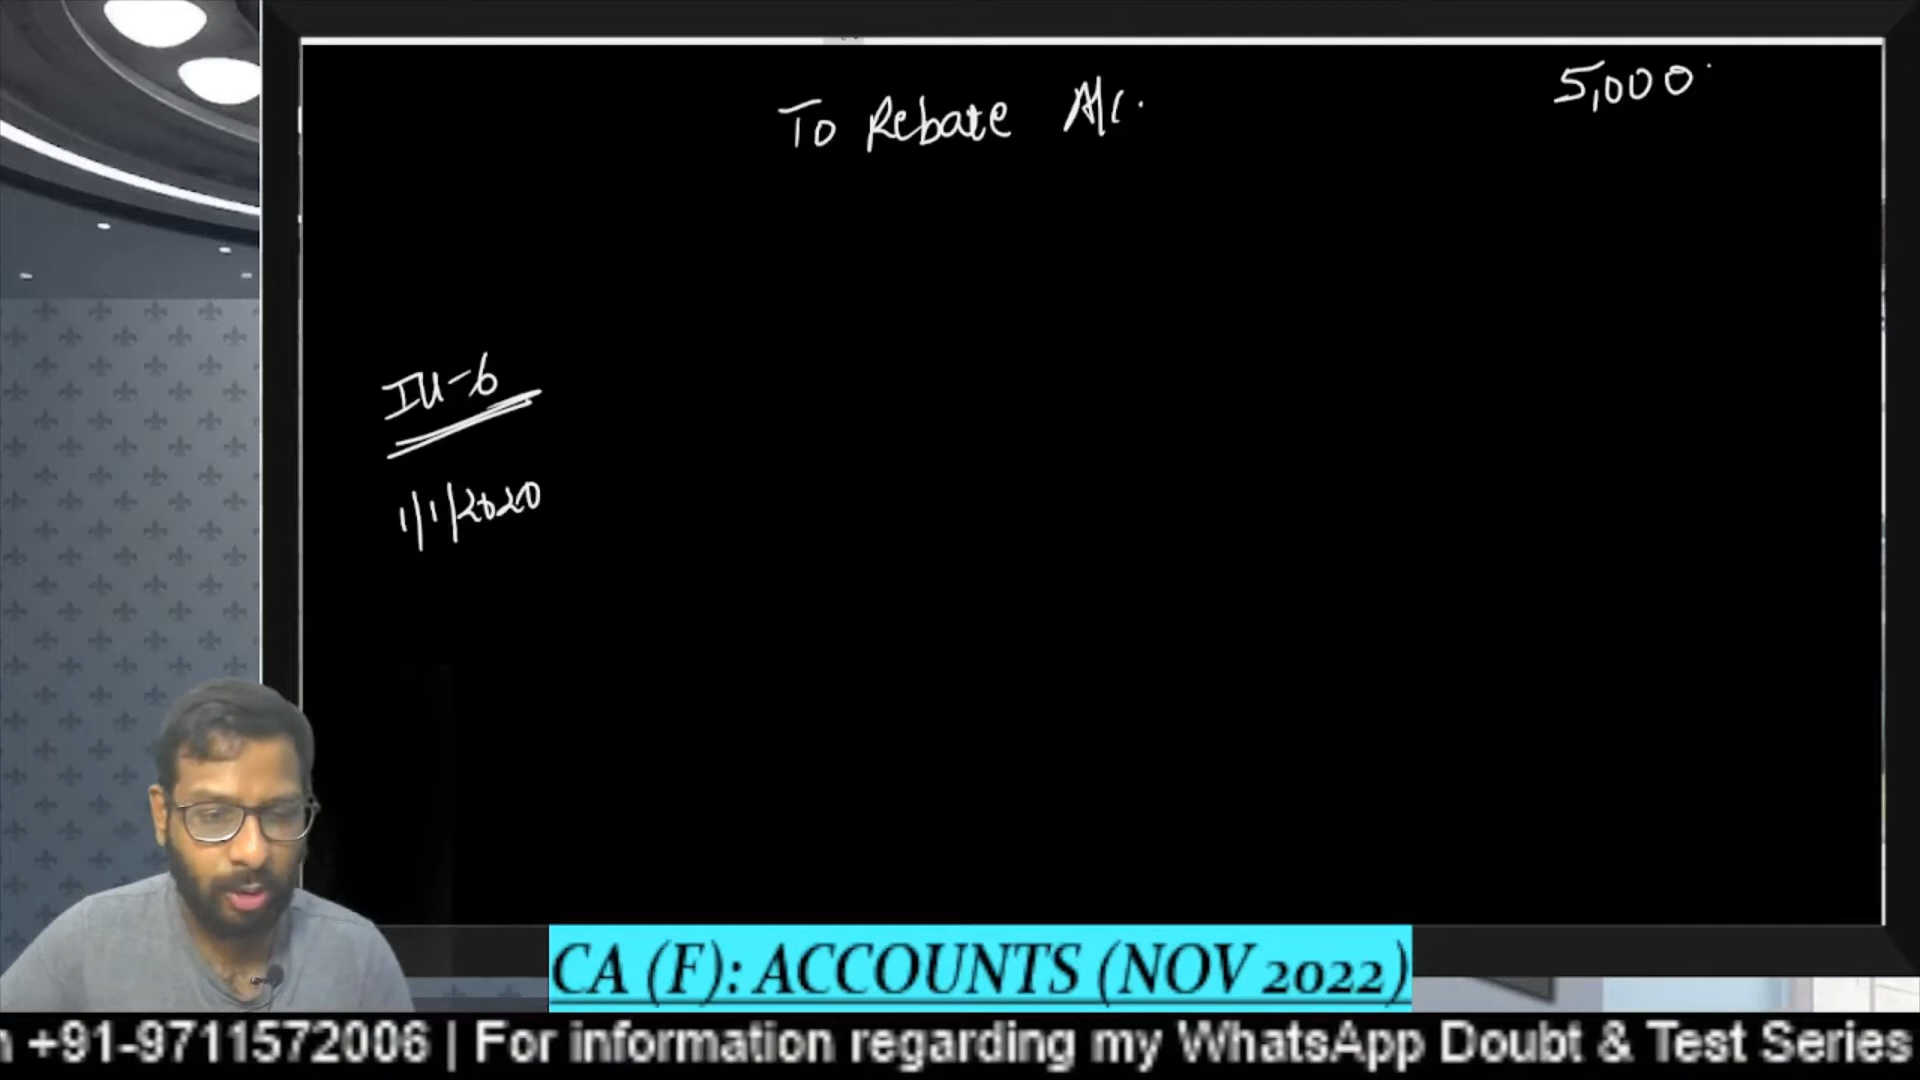 To Rebate A/c. 5,000
Ill-6
1/1/2020
CA (F): ACCOUNTS (NOV 2022)
+91-9711572006 | For information regarding my WhatsApp Doubt & Test Series